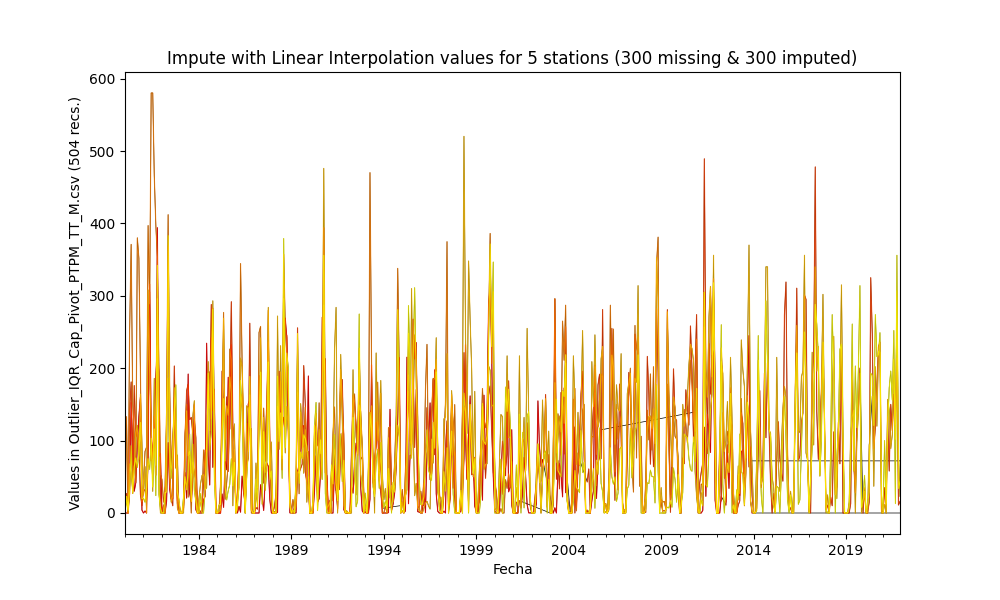 Impute with Linear Interpolation values for 5 stations (300 missing & 300 imputed)
Values in Outlier_IQR_Cap_Pivot_PTPM_TT_M.csv (504 recs.)
600
500
400
300
200
100
0
1984 1989 1994 1999 2004 2009 2014 2019
Fecha